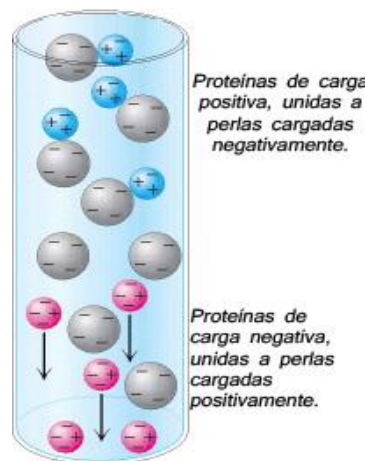 Proteínas de carga
positiva, unidas a
perlas cargadas
negativamente.
Proteínas de
carga negativa,
unidas a perlas
cargadas
positivamente.